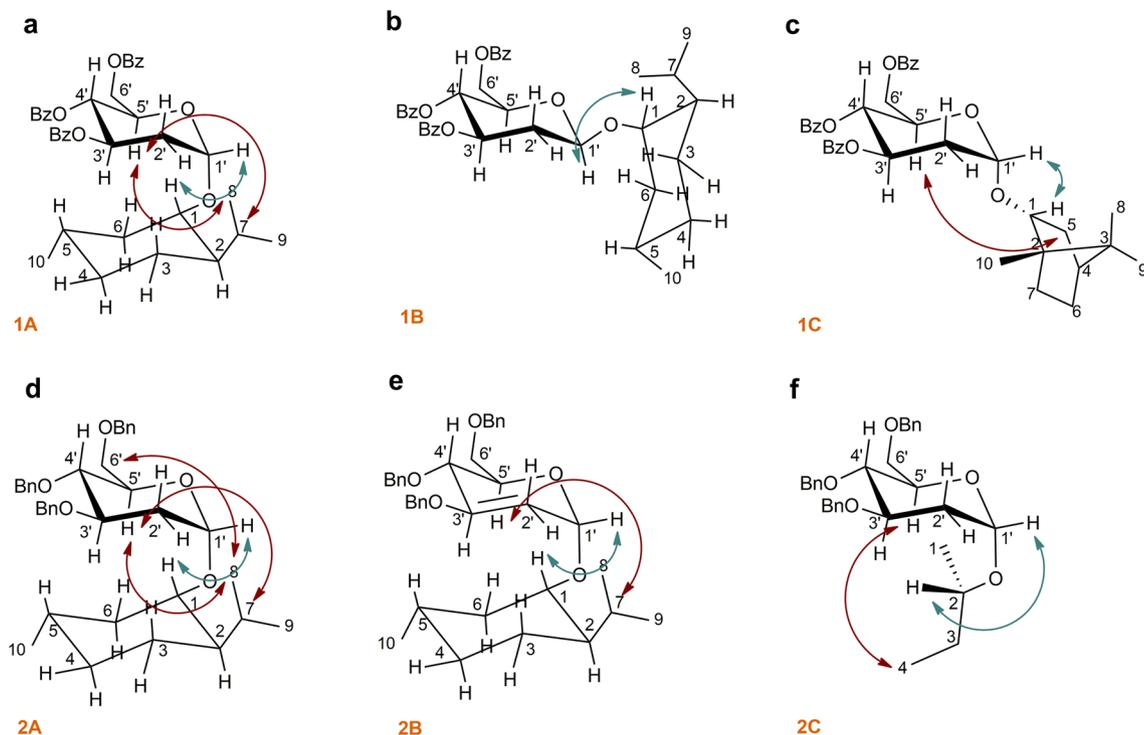 a
OBz
H
4'
6'
5'
H
O
BzO
BzO
3'
H
2'
H
1'
H
H
H
O
8
H
H
6
H
1
7
9
5
10
H
2
4
3
H
H
H
H
1A
b
9
OBz
H
6'
8
7
4'
5'
H
O
H
1
2
H
BzO
BzO
O
3'
H
2'
H
1'
H
3
H
H
H
6
H
H
4
H
H
5
H
10
1B
c
OBz
H
6'
4'
5'
H
O
BzO
BzO
3'
H
2'
H
1'
H
H
O
1
H
8
5
2
3
10
4
9
7
6
1C
d
OBn
H
6'
4'
5'
H
O
BnO
BnO
3'
H
2'
H
1'
H
H
H
O
8
H
H
6
H
1
7
9
5
10
H
2
4
3
H
H
H
H
2A
e
OBn
H
6'
4'
5'
H
O
BnO
BnO
3'
H
2'
H
1'
H
H
H
O
8
H
H
6
H
1
7
9
5
10
H
2
4
3
H
H
H
H
2B
f
OBn
H
6'
4'
5'
H
O
BnO
BnO
3'
H
2'
H
1'
H
H
1
O
H
2
3
4
2C